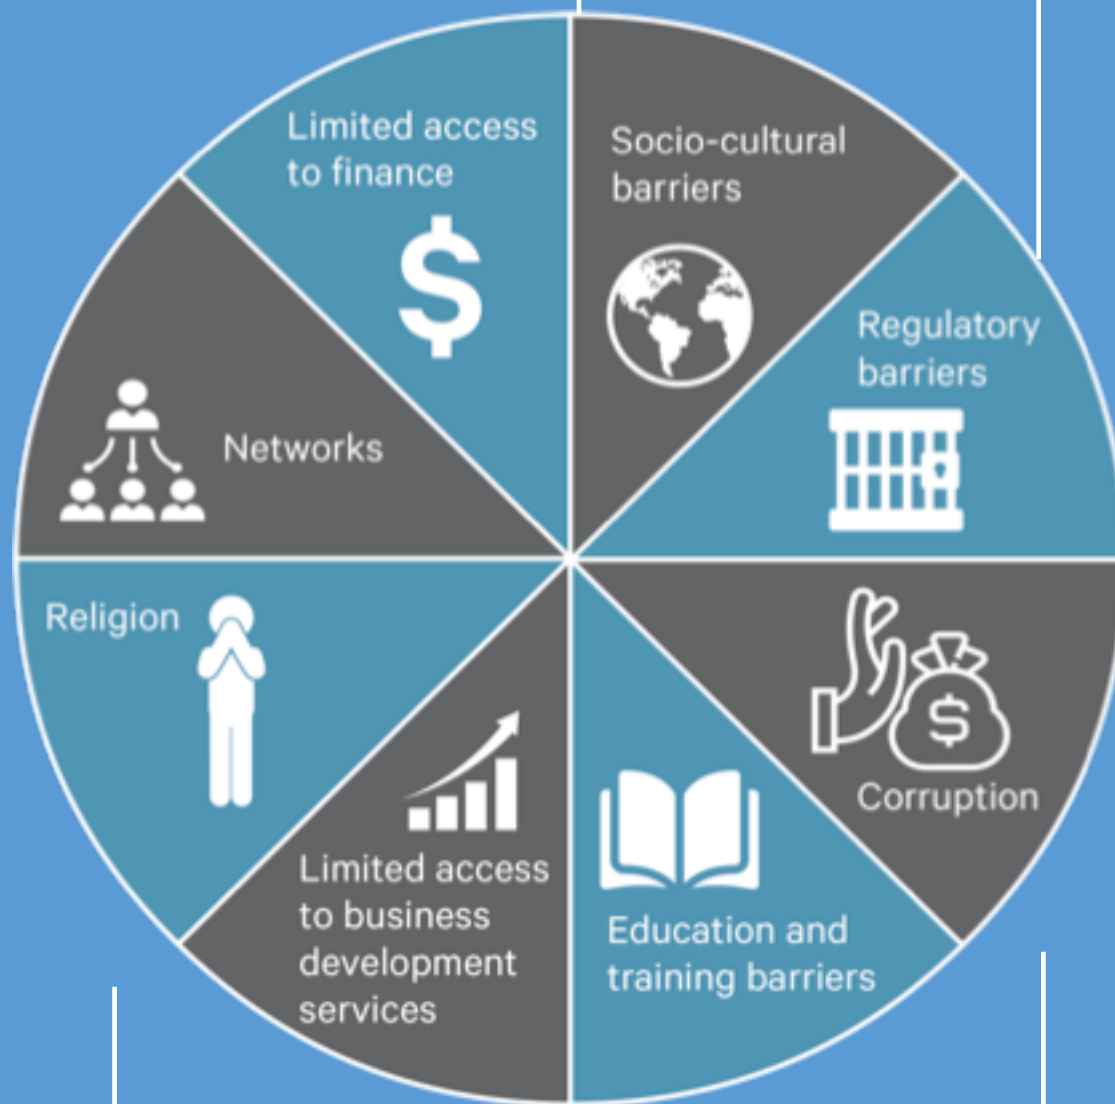 Limited access
to finance
$
Socio-cultural
barriers
Regulatory
barriers
Networks
Religion
$
Corruption
Limited access
to business
development
services
Education and
training barriers